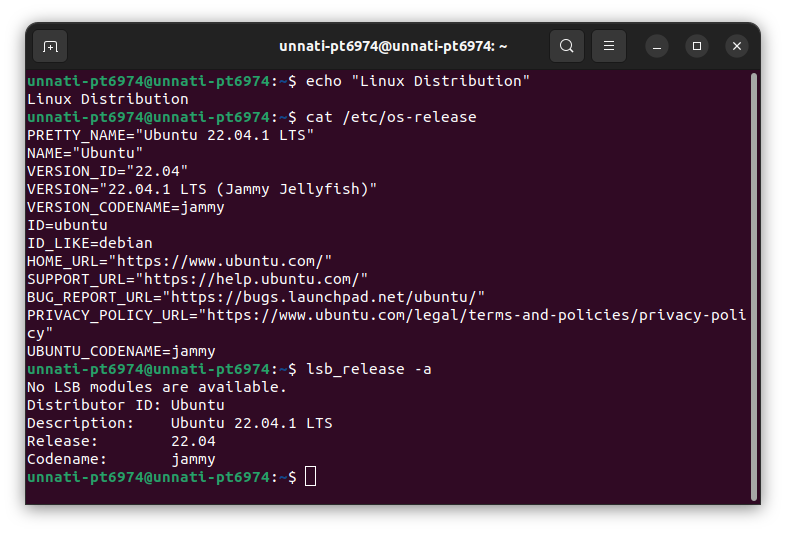 unnati-pt6974@unnati-pt6974: ~
unnati-pt6974@unnati-pt6974:~$ echo "Linux Distribution"
Linux Distribution
unnati-pt6974@unnati-pt6974:~$ cat /etc/os-release
PRETTY_NAME="Ubuntu 22.04.1 LTS"
NAME="Ubuntu"
VERSION_ID="22.04"
VERSION="22.04.1 LTS (Jammy Jellyfish)"
VERSION_CODENAME=jammy
ID=ubuntu
ID_LIKE=debian
HOME_URL="https://www.ubuntu.com/"
SUPPORT_URL="https://help.ubuntu.com/"
BUG_REPORT_URL="https://bugs.launchpad.net/ubuntu/"
PRIVACY_POLICY_URL="https://www.ubuntu.com/legal/terms-and-policies/privacy-poli
cy"
UBUNTU_CODENAME=jammy
unnati-pt6974@unnati-pt6974:~$ lsb_release -a
No LSB modules are available.
Distributor ID: Ubuntu
Description:    Ubuntu 22.04.1 LTS
Release:        22.04
Codename:       jammy
unnati-pt6974@unnati-pt6974:~$